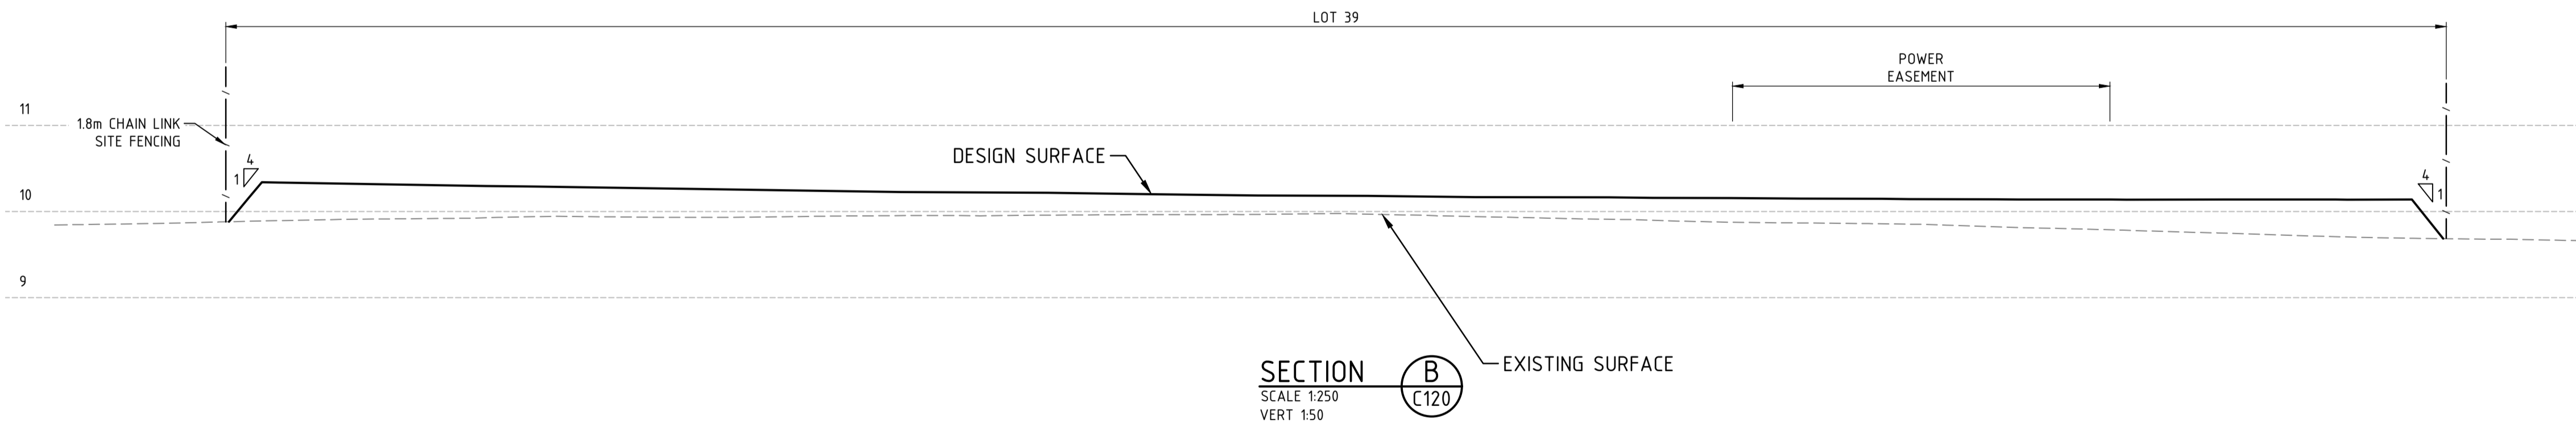 LOT 39
POWER
EASEMENT
11
1.8m CHAIN LINK
SITE FENCING
DESIGN SURFACE
4
1
4
1
10
9
EXISTING SURFACE
SECTION
B
C120
SCALE 1:250
VERT 1:50